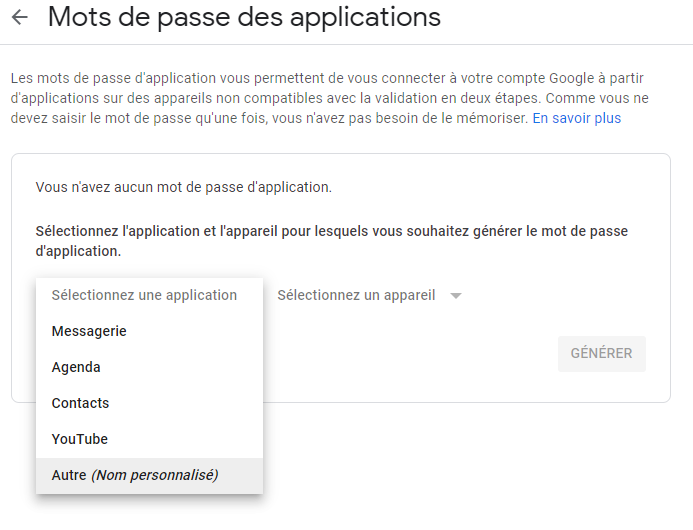 Mots de passe des applications
Les mots de passe d'application vous permettent de vous connecter à votre compte Google à partir
d'applications sur des appareils non compatibles avec la validation en deux étapes. Comme vous ne
devez saisir le mot de passe qu'une fois, vous n'avez pas besoin de le mémoriser. En savoir plus
Vous n'avez aucun mot de passe d'application.
Sélectionnez l'application et l'appareil pour lesquels vous souhaitez générer le mot de passe
d'application.
Sélectionnez une application
Sélectionnez un appareil
Messagerie
Agenda
Contacts
YouTube
Autre (Nom personnalisé)
GÉNÉRER